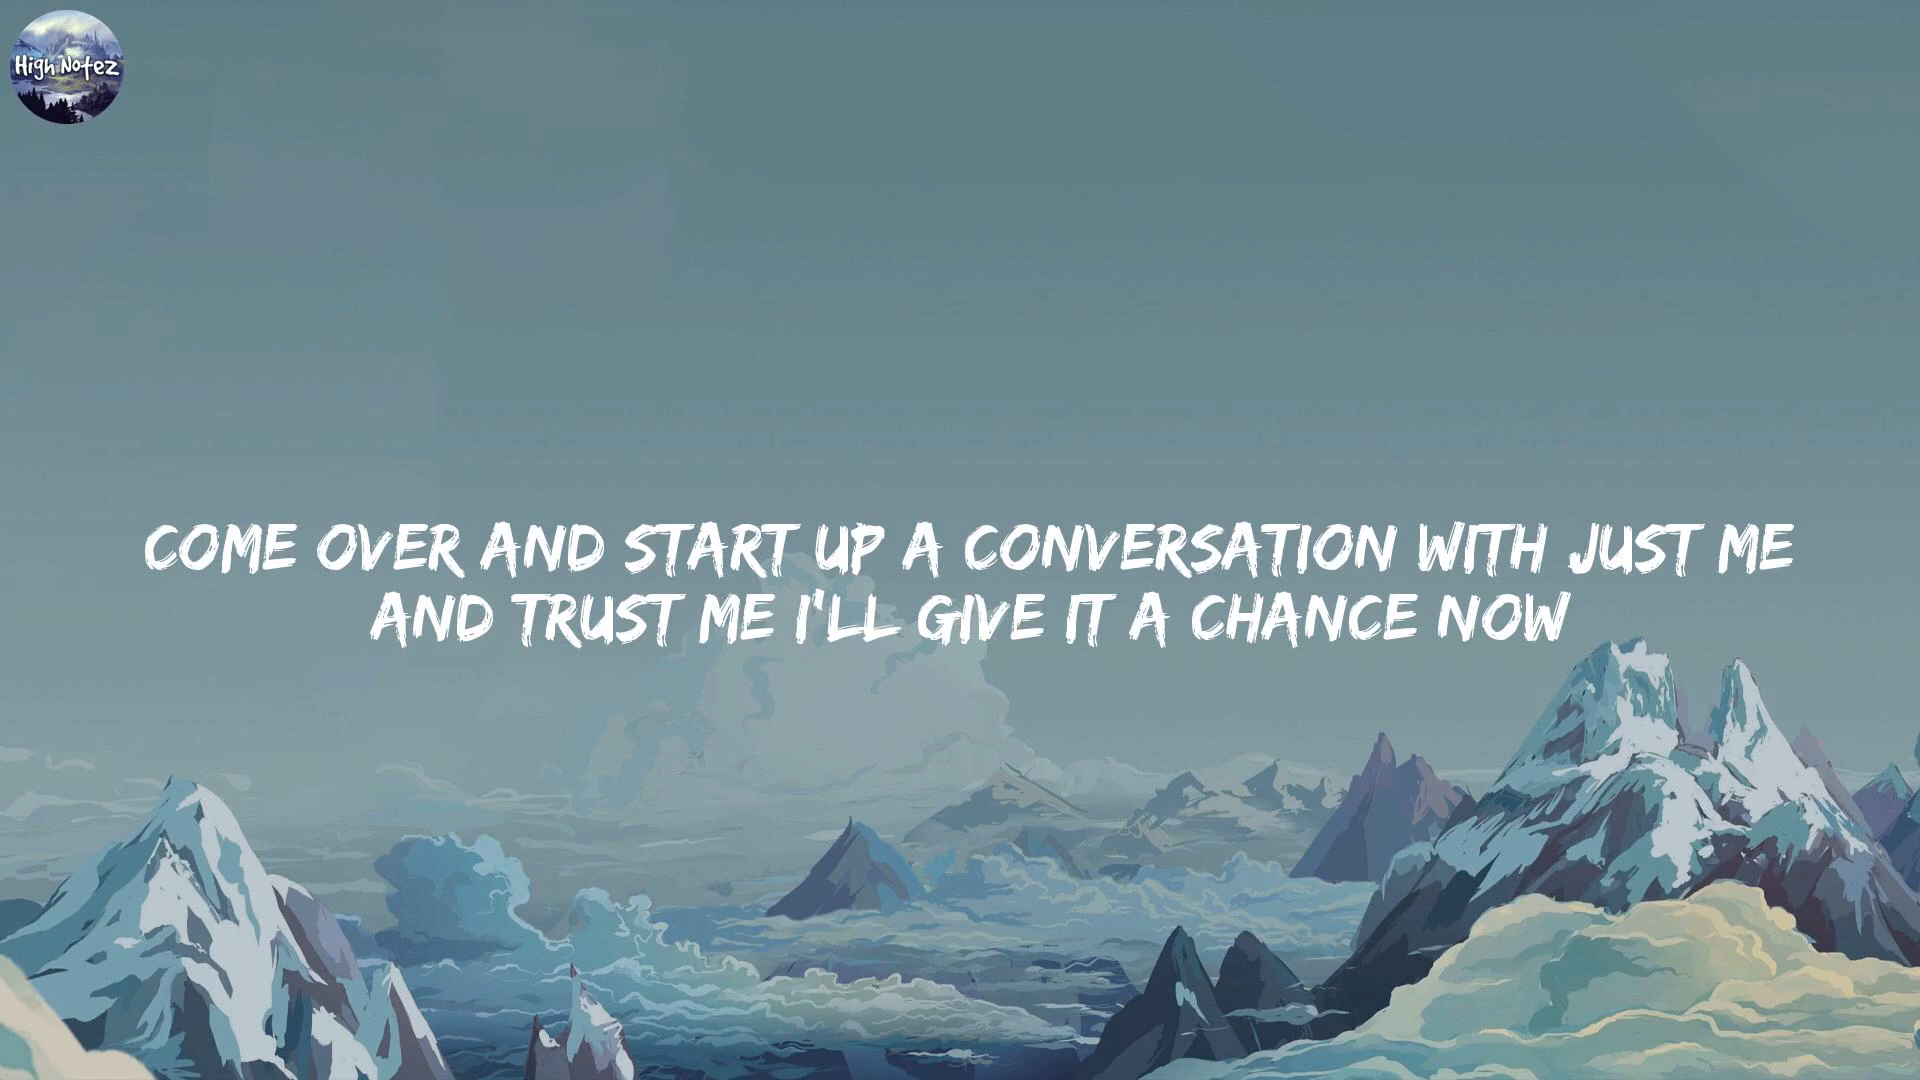 High Notez
COME OVER AND START UP A CONVERSATION WITH JUST ME
AND TRUST ME I'LL GIVE IT A CHANCE NOW